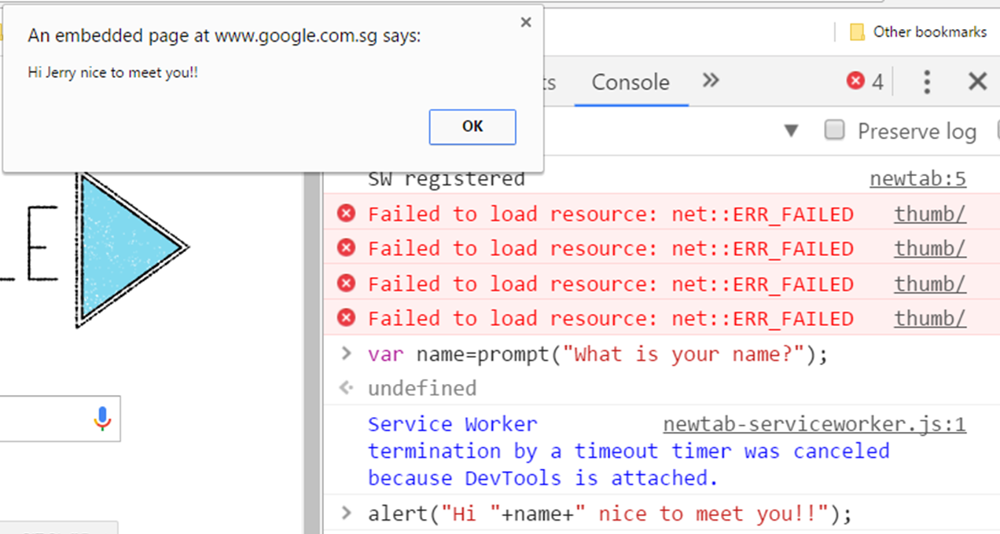 An embedded page at www.google.com.sg says:
Hi Jerry nice to meet you!!
OK
Other bookmarks
Console
4
Preserve log
SW registered newtab:5
Failed to load resource: net::ERR_FAILED thumb/
Failed to load resource: net::ERR_FAILED thumb/
Failed to load resource: net::ERR_FAILED thumb/
Failed to load resource: net::ERR_FAILED thumb/
var name=prompt("What is your name?");
undefined
Service Worker newtab-serviceworker.js:1
termination by a timeout timer was canceled
because DevTools is attached.
alert("Hi "+name+" nice to meet you!!");